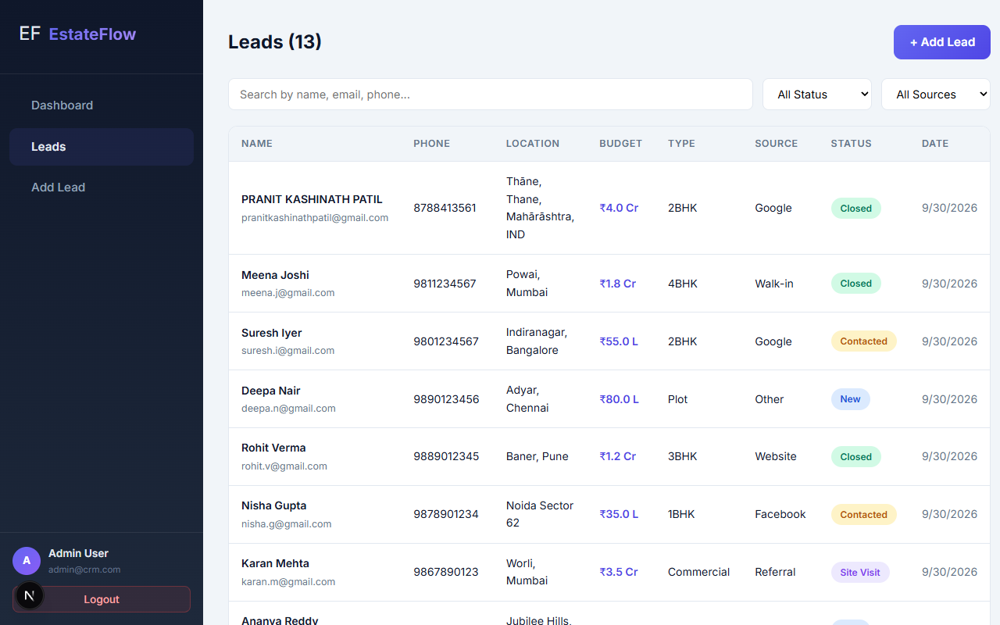 EF EstateFlow
Dashboard
Leads
Add Lead
A
Admin User
admin@crm.com
N
Logout
Leads (13)
+ Add Lead
Search by name, email, phone...
All Status
All Sources
NAME PHONE LOCATION BUDGET TYPE SOURCE STATUS DATE
PRANIT KASHINATH PATIL
pranitkashinathpatil@gmail.com
8788413561
Thāne,
Thane,
Mahārāshtra,
IND
₹4.0 Cr
2BHK
Google
Closed
9/30/2026
Meena Joshi
meena.j@gmail.com
9811234567
Powai,
Mumbai
₹1.8 Cr
4BHK
Walk-in
Closed
9/30/2026
Suresh Iyer
suresh.i@gmail.com
9801234567
Indiranagar,
Bangalore
₹55.0 L
2BHK
Google
Contacted
9/30/2026
Deepa Nair
deepa.n@gmail.com
9890123456
Adyar,
Chennai
₹80.0 L
Plot
Other
New
9/30/2026
Rohit Verma
rohit.v@gmail.com
9889012345
Baner, Pune
₹1.2 Cr
3BHK
Website
Closed
9/30/2026
Nisha Gupta
nisha.g@gmail.com
9878901234
Noida Sector
62
₹35.0 L
1BHK
Facebook
Contacted
9/30/2026
Karan Mehta
karan.m@gmail.com
9867890123
Worli,
Mumbai
₹3.5 Cr
Commercial
Referral
Site Visit
9/30/2026
Ananya Reddy
Jubilee Hills,